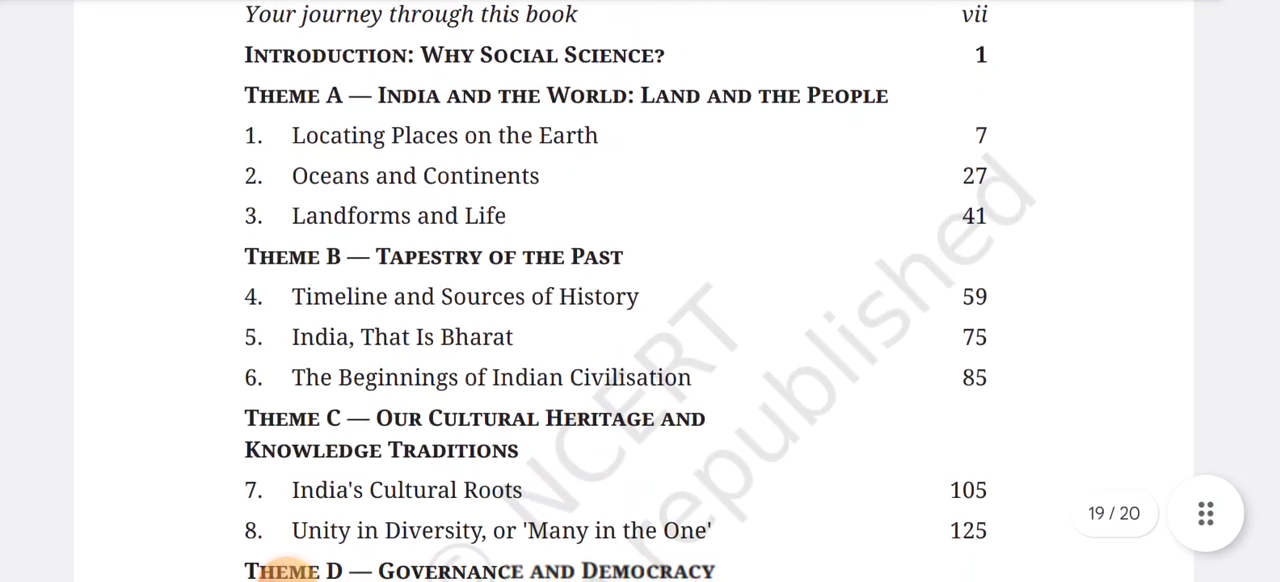 Your journey through this book vii
Introduction: Why Social Science? 1
Theme A — India and the World: Land and the People
1. Locating Places on the Earth 7
2. Oceans and Continents 27
3. Landforms and Life 41
Theme B — Tapestry of the Past
4. Timeline and Sources of History 59
5. India, That Is Bharat 75
6. The Beginnings of Indian Civilisation 85
Theme C — Our Cultural Heritage and
Knowledge Traditions
7. India's Cultural Roots 105
8. Unity in Diversity, or 'Many in the One' 125
Theme D — Governance and Democracy
© NCERT
republished
19 / 20